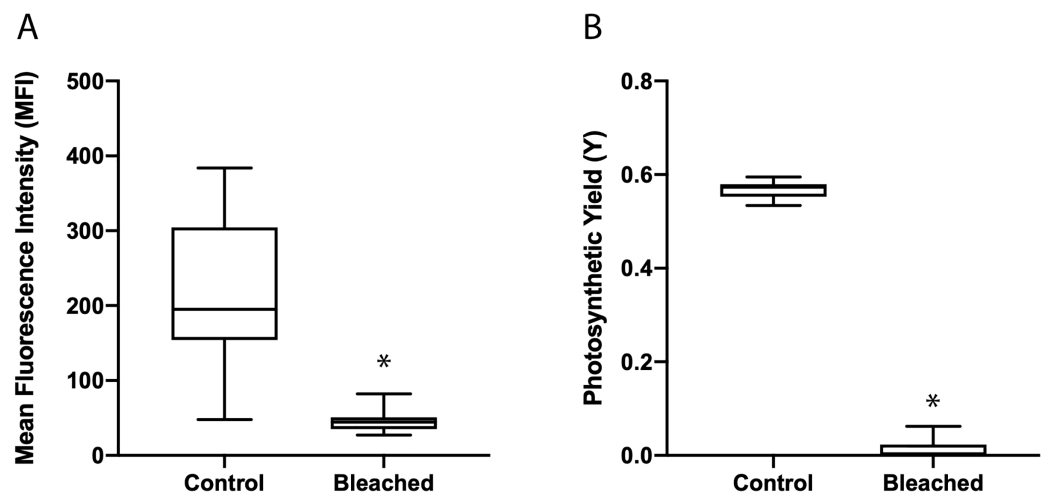 A
Mean Fluorescence Intensity (MFI)
500
400
300
200
100
0
*
Control Bleached
B
Photosynthetic Yield (Y)
0.8
0.6
0.4
0.2
0.0
*
Control Bleached